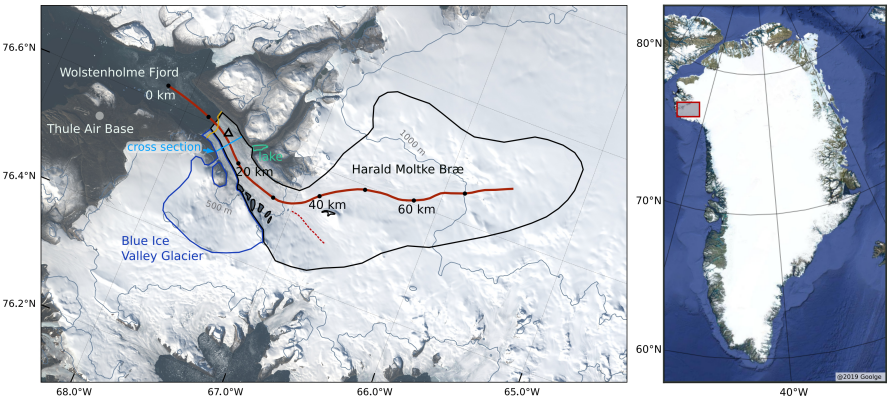 76.6°N
76.4°N
76.2°N
68.0°W
67.0°W
66.0°W
65.0°W
Wolstenholme Fjord
0 km
Thule Air Base
cross section
lake
20 km
500 m
1000 m
Harald Moltke Bræ
40 km
60 km
Blue Ice
Valley Glacier
80°N
70°N
60°N
40°W
@2019 Goolge